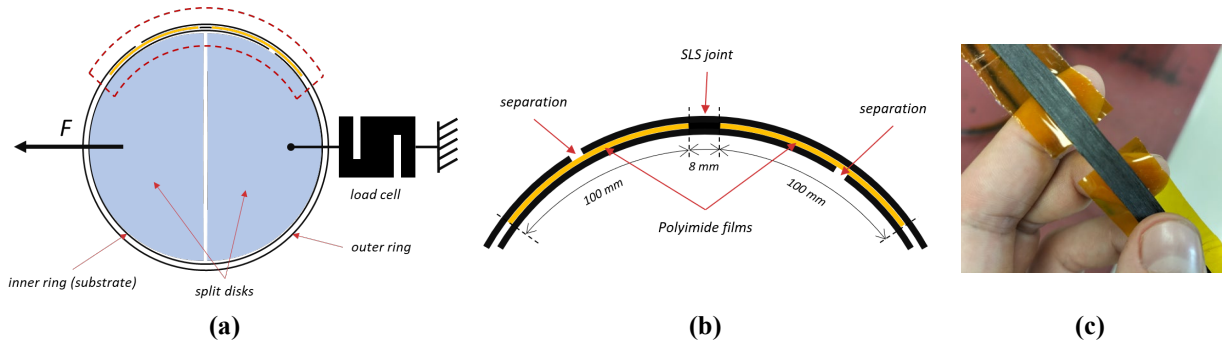 F
load cell
outer ring
inner ring (substrate)
split disks
(a)
SLS joint
separation
separation
100 mm
8 mm
100 mm
Polyimide films
(b)
(c)